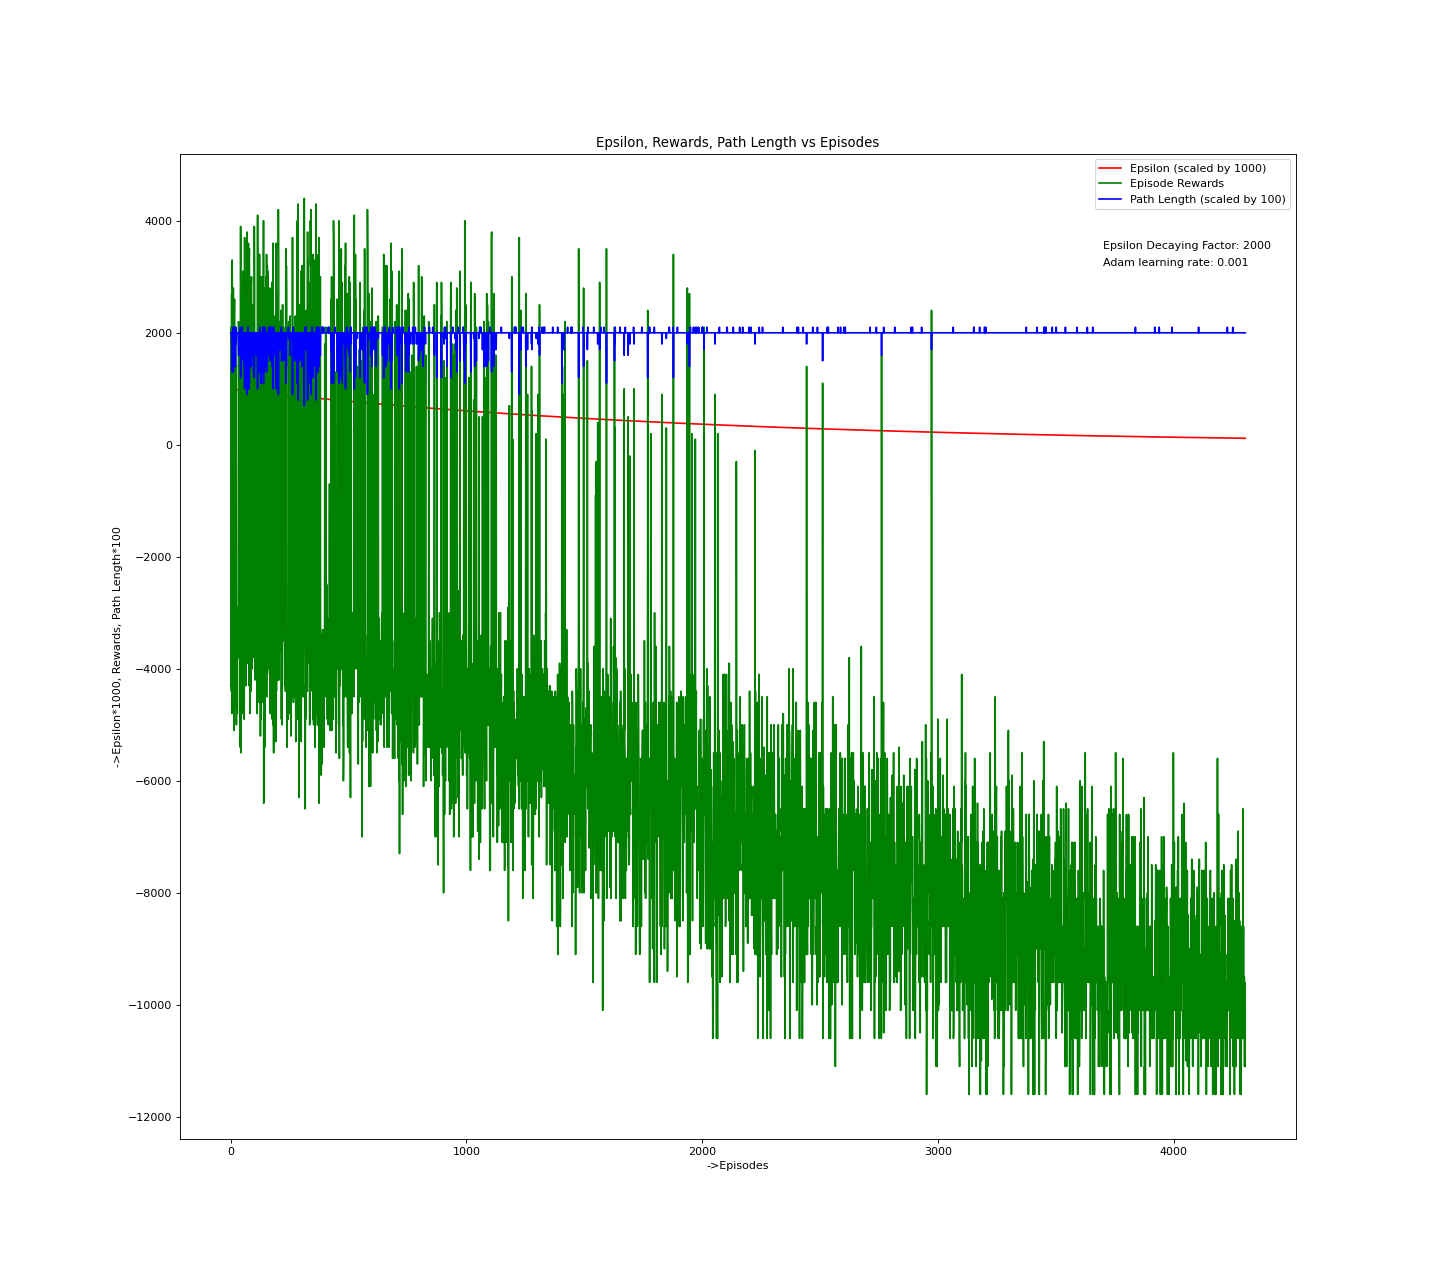 Epsilon, Rewards, Path Length vs Episodes
Epsilon (scaled by 1000)
Episode Rewards
Path Length (scaled by 100)
Epsilon Decaying Factor: 2000
Adam learning rate: 0.001
->Epsilon*1000, Rewards, Path Length*100
4000
2000
0
−2000
−4000
−6000
−8000
−10000
−12000
0 1000 2000 3000 4000
->Episodes